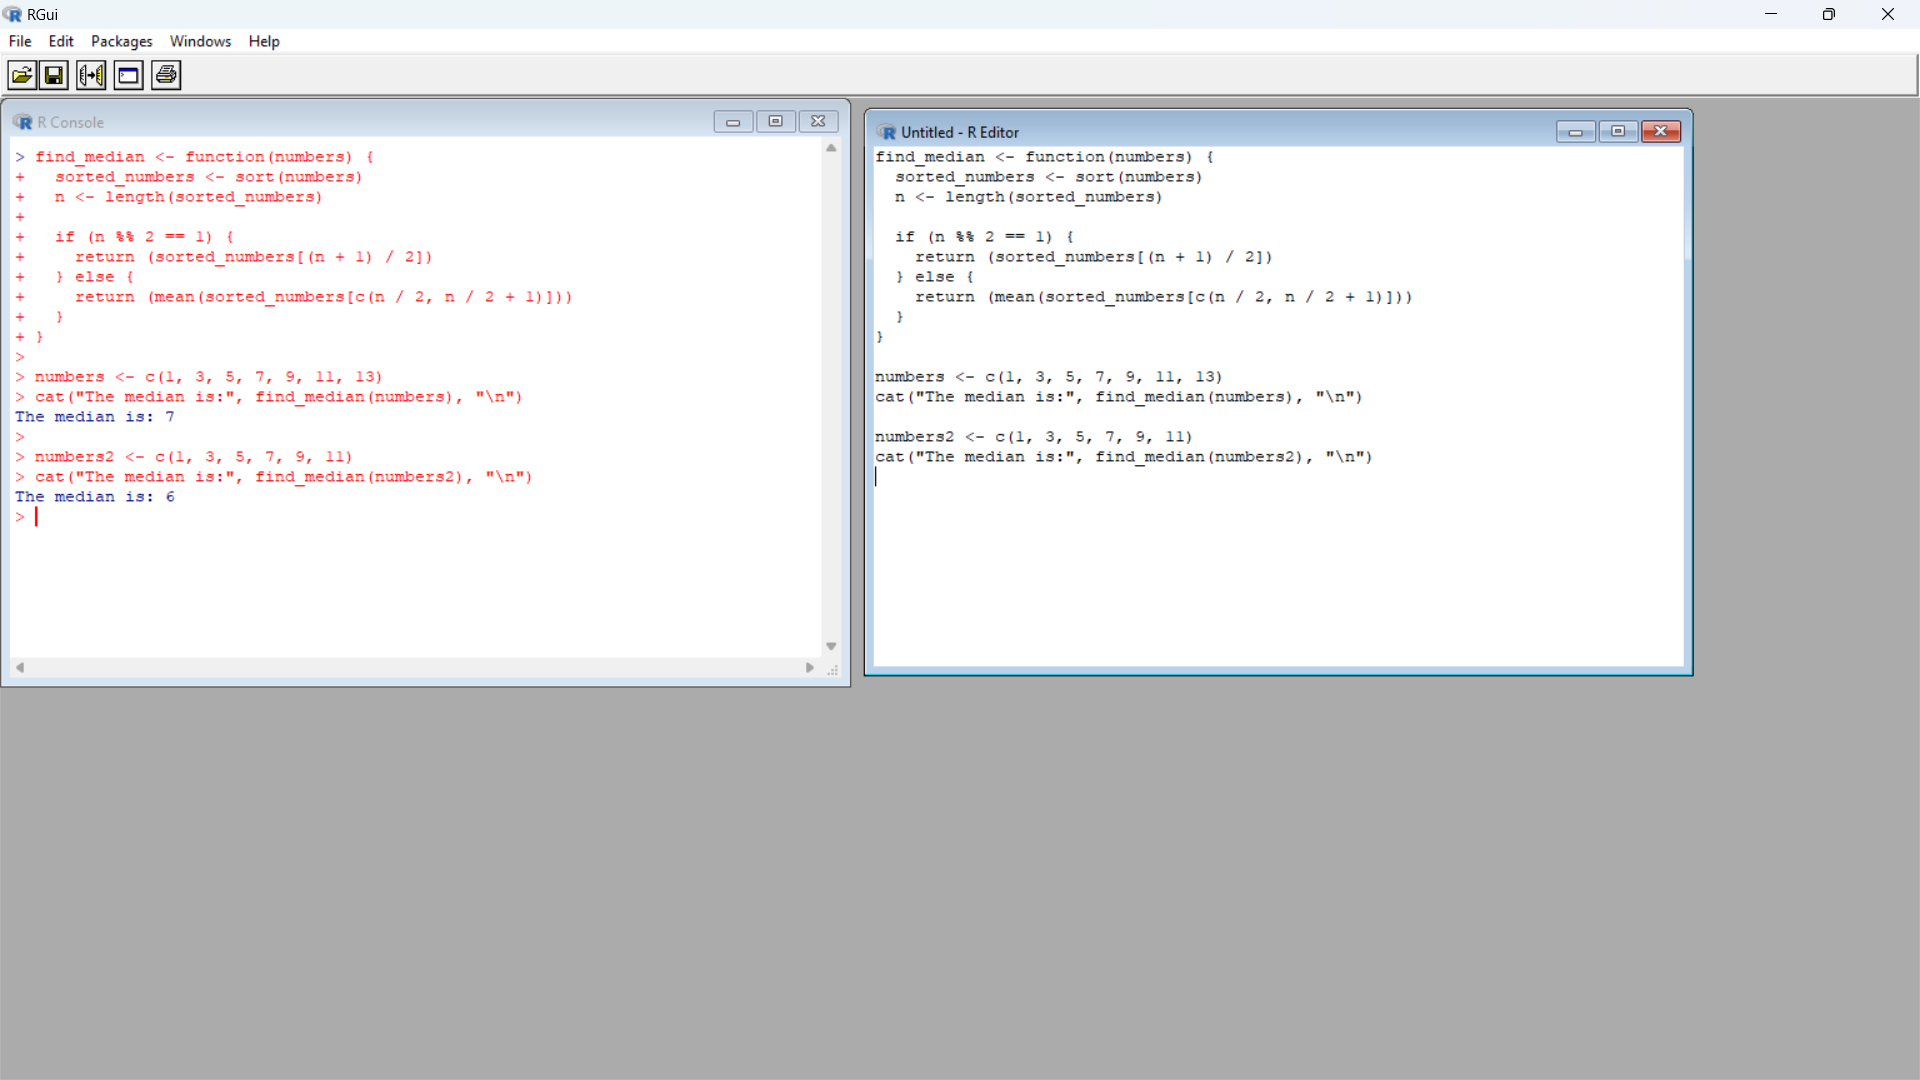 RGui
File Edit Packages Windows Help
R Console
> find_median <- function(numbers) {
+   sorted_numbers <- sort(numbers)
+   n <- length(sorted_numbers)
+
+   if (n %% 2 == 1) {
+     return (sorted_numbers[(n + 1) / 2])
+   } else {
+     return (mean(sorted_numbers[c(n / 2, n / 2 + 1)]))
+   }
+ }
>
> numbers <- c(1, 3, 5, 7, 9, 11, 13)
> cat("The median is:", find_median(numbers), "\n")
The median is: 7
>
> numbers2 <- c(1, 3, 5, 7, 9, 11)
> cat("The median is:", find_median(numbers2), "\n")
The median is: 6
>
Untitled - R Editor
find_median <- function(numbers) {
  sorted_numbers <- sort(numbers)
  n <- length(sorted_numbers)

  if (n %% 2 == 1) {
    return (sorted_numbers[(n + 1) / 2])
  } else {
    return (mean(sorted_numbers[c(n / 2, n / 2 + 1)]))
  }
}

numbers <- c(1, 3, 5, 7, 9, 11, 13)
cat("The median is:", find_median(numbers), "\n")

numbers2 <- c(1, 3, 5, 7, 9, 11)
cat("The median is:", find_median(numbers2), "\n")